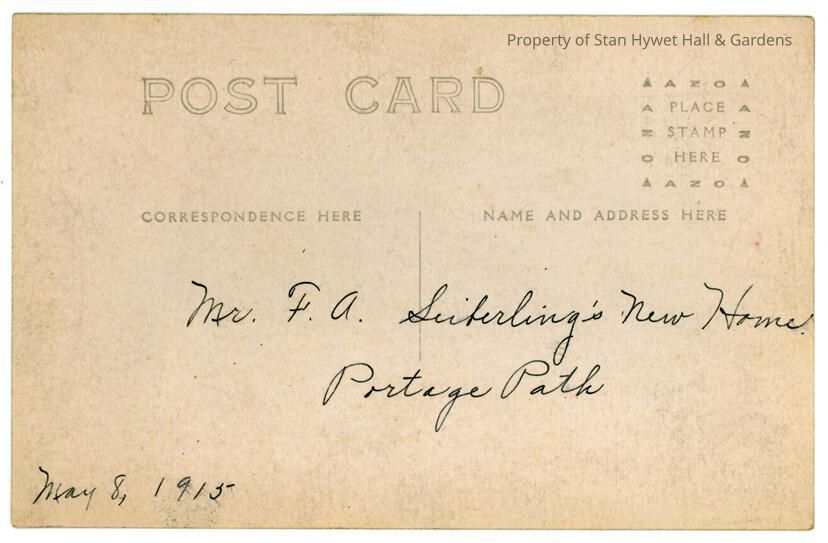 Property of Stan Hywet Hall & Gardens
POST CARD
AZO
PLACE
STAMP
HERE
AZO
CORRESPONDENCE HERE
NAME AND ADDRESS HERE
Mr. F. A. Seiberling's New Home.
Portage Path
May 8, 1915